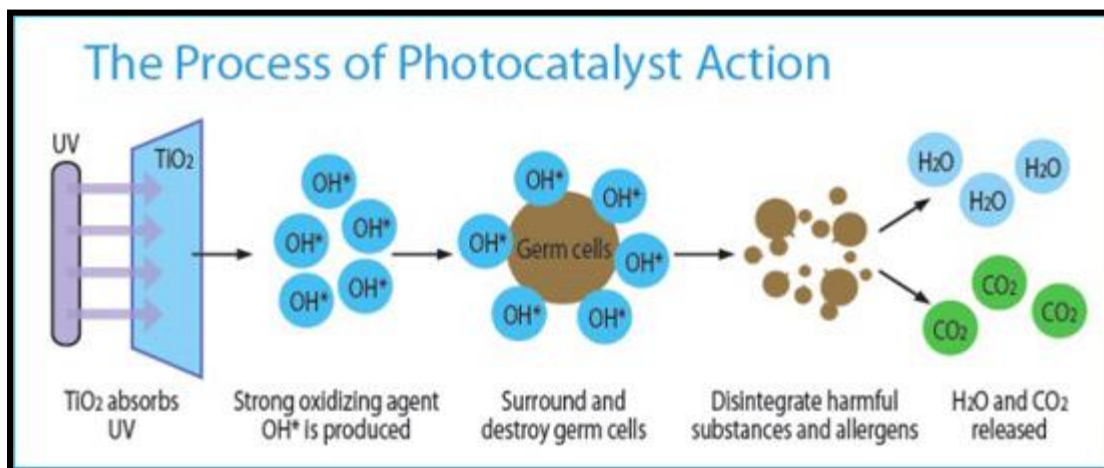 The Process of Photocatalyst Action
UV
TiO2
OH*
OH*
OH*
OH*
OH*
OH*
OH*
OH*
Germ cells
OH*
OH*
OH*
OH*
H2O
H2O
H2O
CO2
CO2
CO2
TiO2 absorbs
UV
Strong oxidizing agent
OH* Is produced
Surround and
destroy germ cells
Disintegrate harmful
substances and allergens
H2O and CO2
released